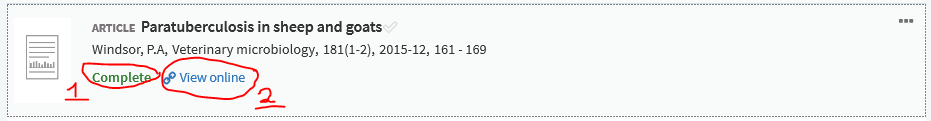 ARTICLE Paratuberculosis in sheep and goats
Windsor, P.A, Veterinary microbiology, 181(1-2), 2015-12, 161 - 169
Complete View online
1 2